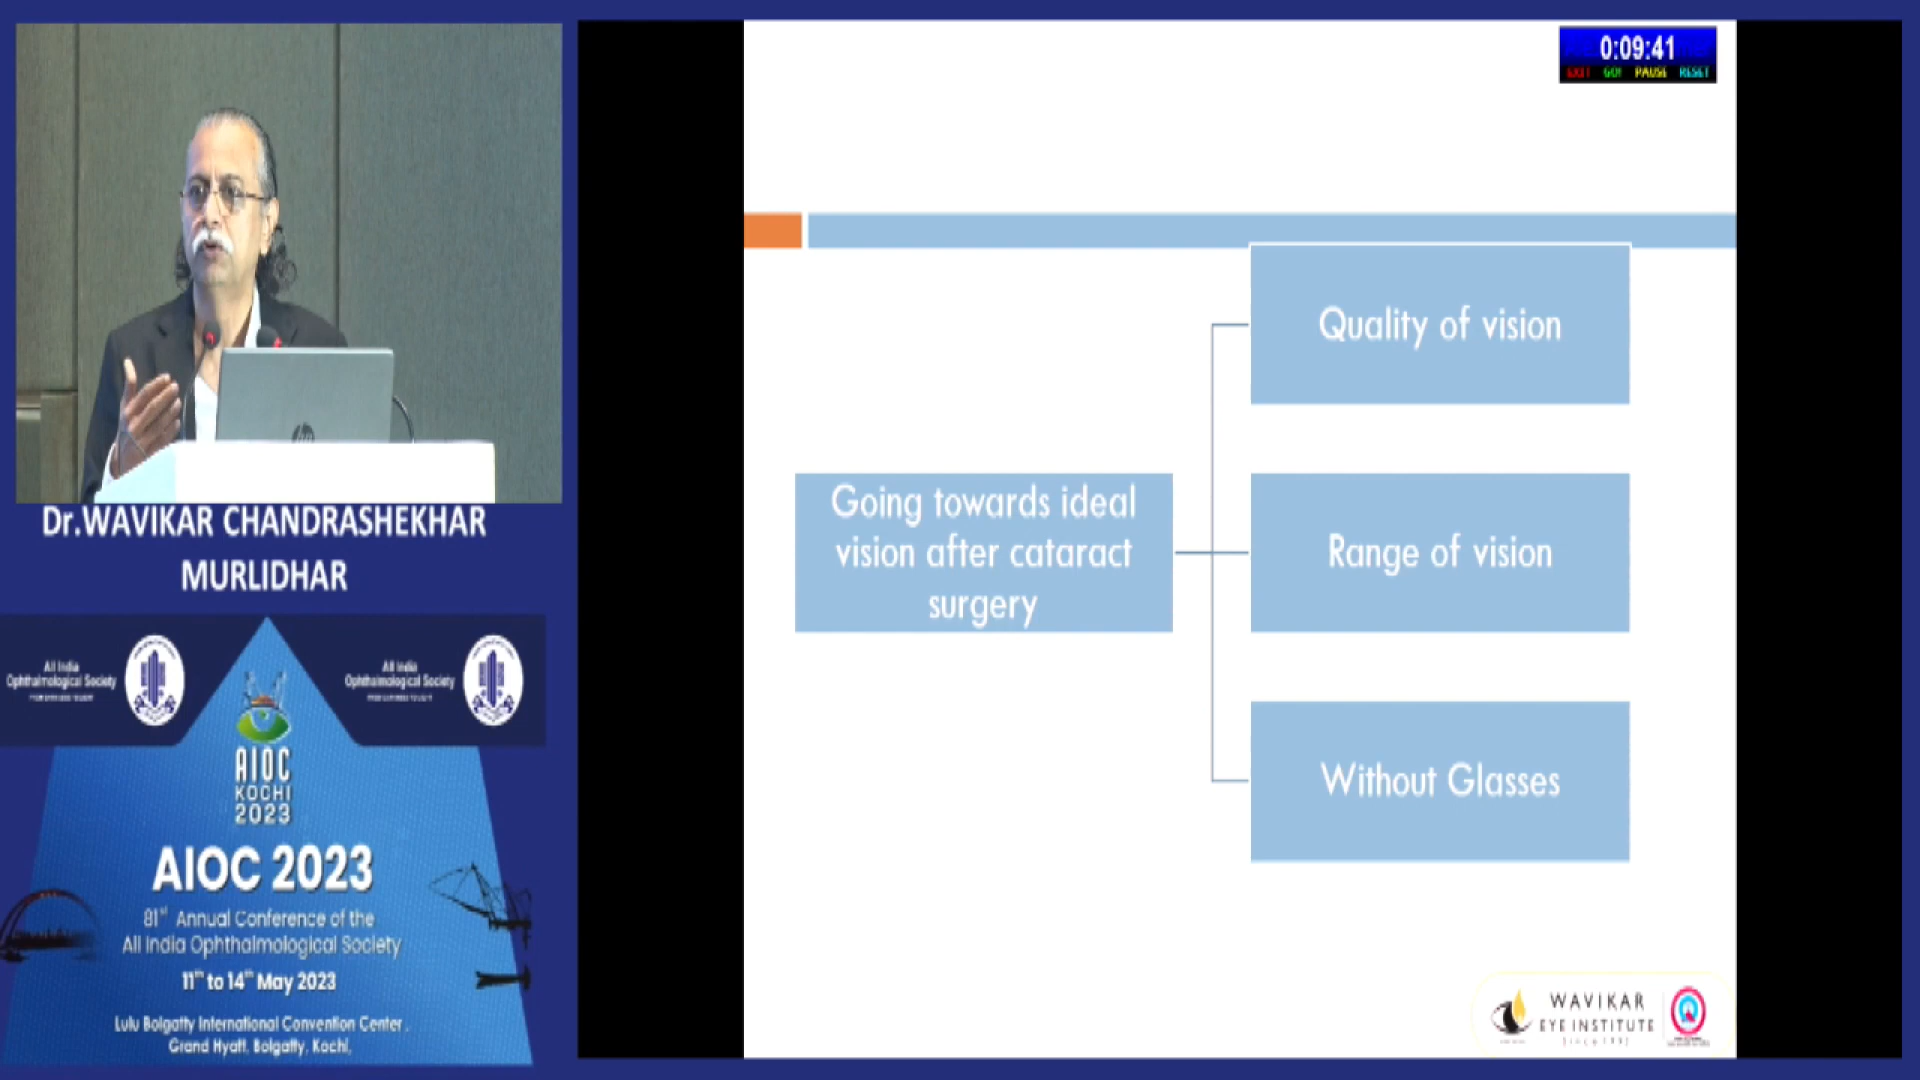 0:09:41
EXIT GO! PAUSE RESET
Quality of vision
Going towards ideal
vision after cataract
surgery
Range of vision
Without Glasses
WAVIKAR
EYE INSTITUTE
Since 1992
hp
Dr.WAVIKAR CHANDRASHEKHAR
MURLIDHAR
All India
Ophthalmological Society
All India
Ophthalmological Society
AIOC
KOCHI
2023
AIOC 2023
81st Annual Conference of the
All India Ophthalmological Society
11th to 14th May 2023
Lulu Bolgatty International Convention Center,
Grand Hyatt, Bolgatty, Kochi,